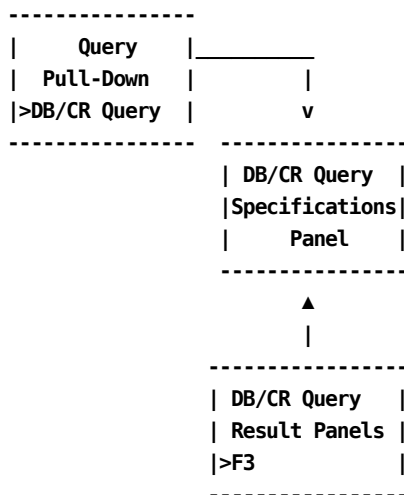 Query
Pull-Down
>DB/CR Query
DB/CR Query
Specifications
Panel
DB/CR Query
Result Panels
>F3